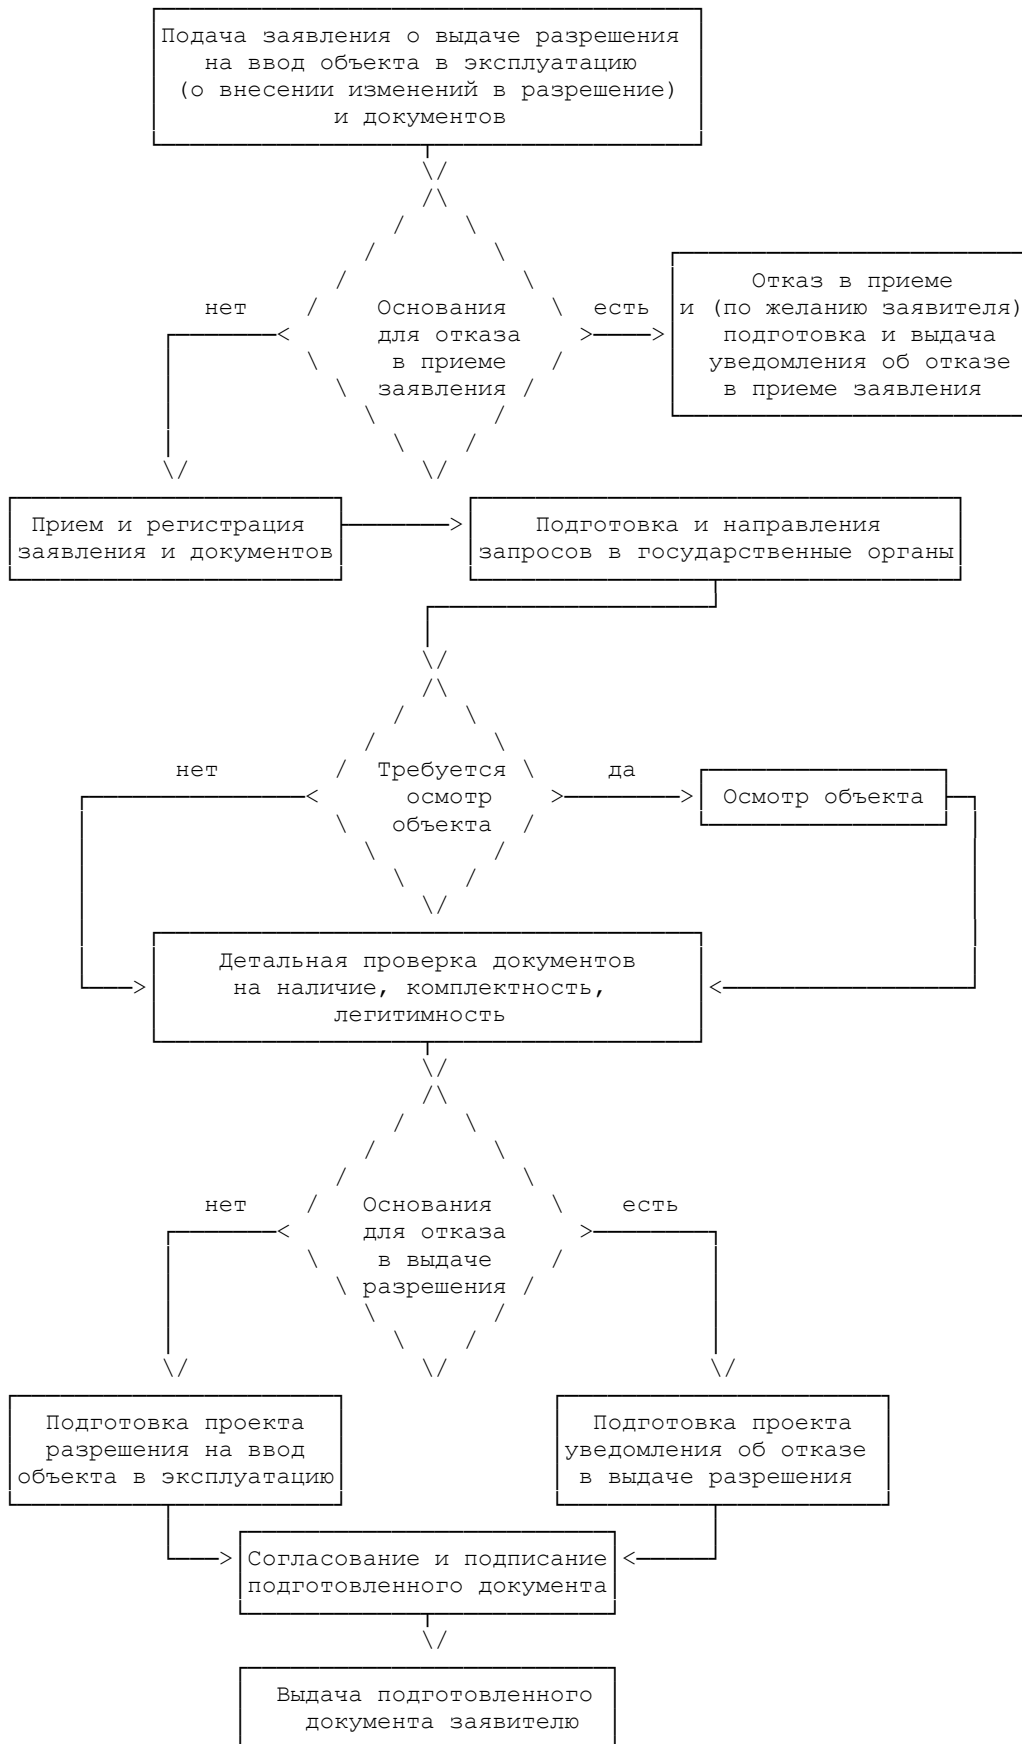 Подача заявления о выдаче разрешения
на ввод объекта в эксплуатацию
(о внесении изменений в разрешение)
и документов
нет
Основания
для отказа
в приеме
заявления
есть
Отказ в приеме
и (по желанию заявителя)
подготовка и выдача
уведомления об отказе
в приеме заявления
Прием и регистрация
заявления и документов
Подготовка и направления
запросов в государственные органы
нет
Требуется
осмотр
объекта
да
Осмотр объекта
Детальная проверка документов
на наличие, комплектность,
легитимность
нет
Основания
для отказа
в выдаче
разрешения
есть
Подготовка проекта
разрешения на ввод
объекта в эксплуатацию
Подготовка проекта
уведомления об отказе
в выдаче разрешения
Согласование и подписание
подготовленного документа
Выдача подготовленного
документа заявителю